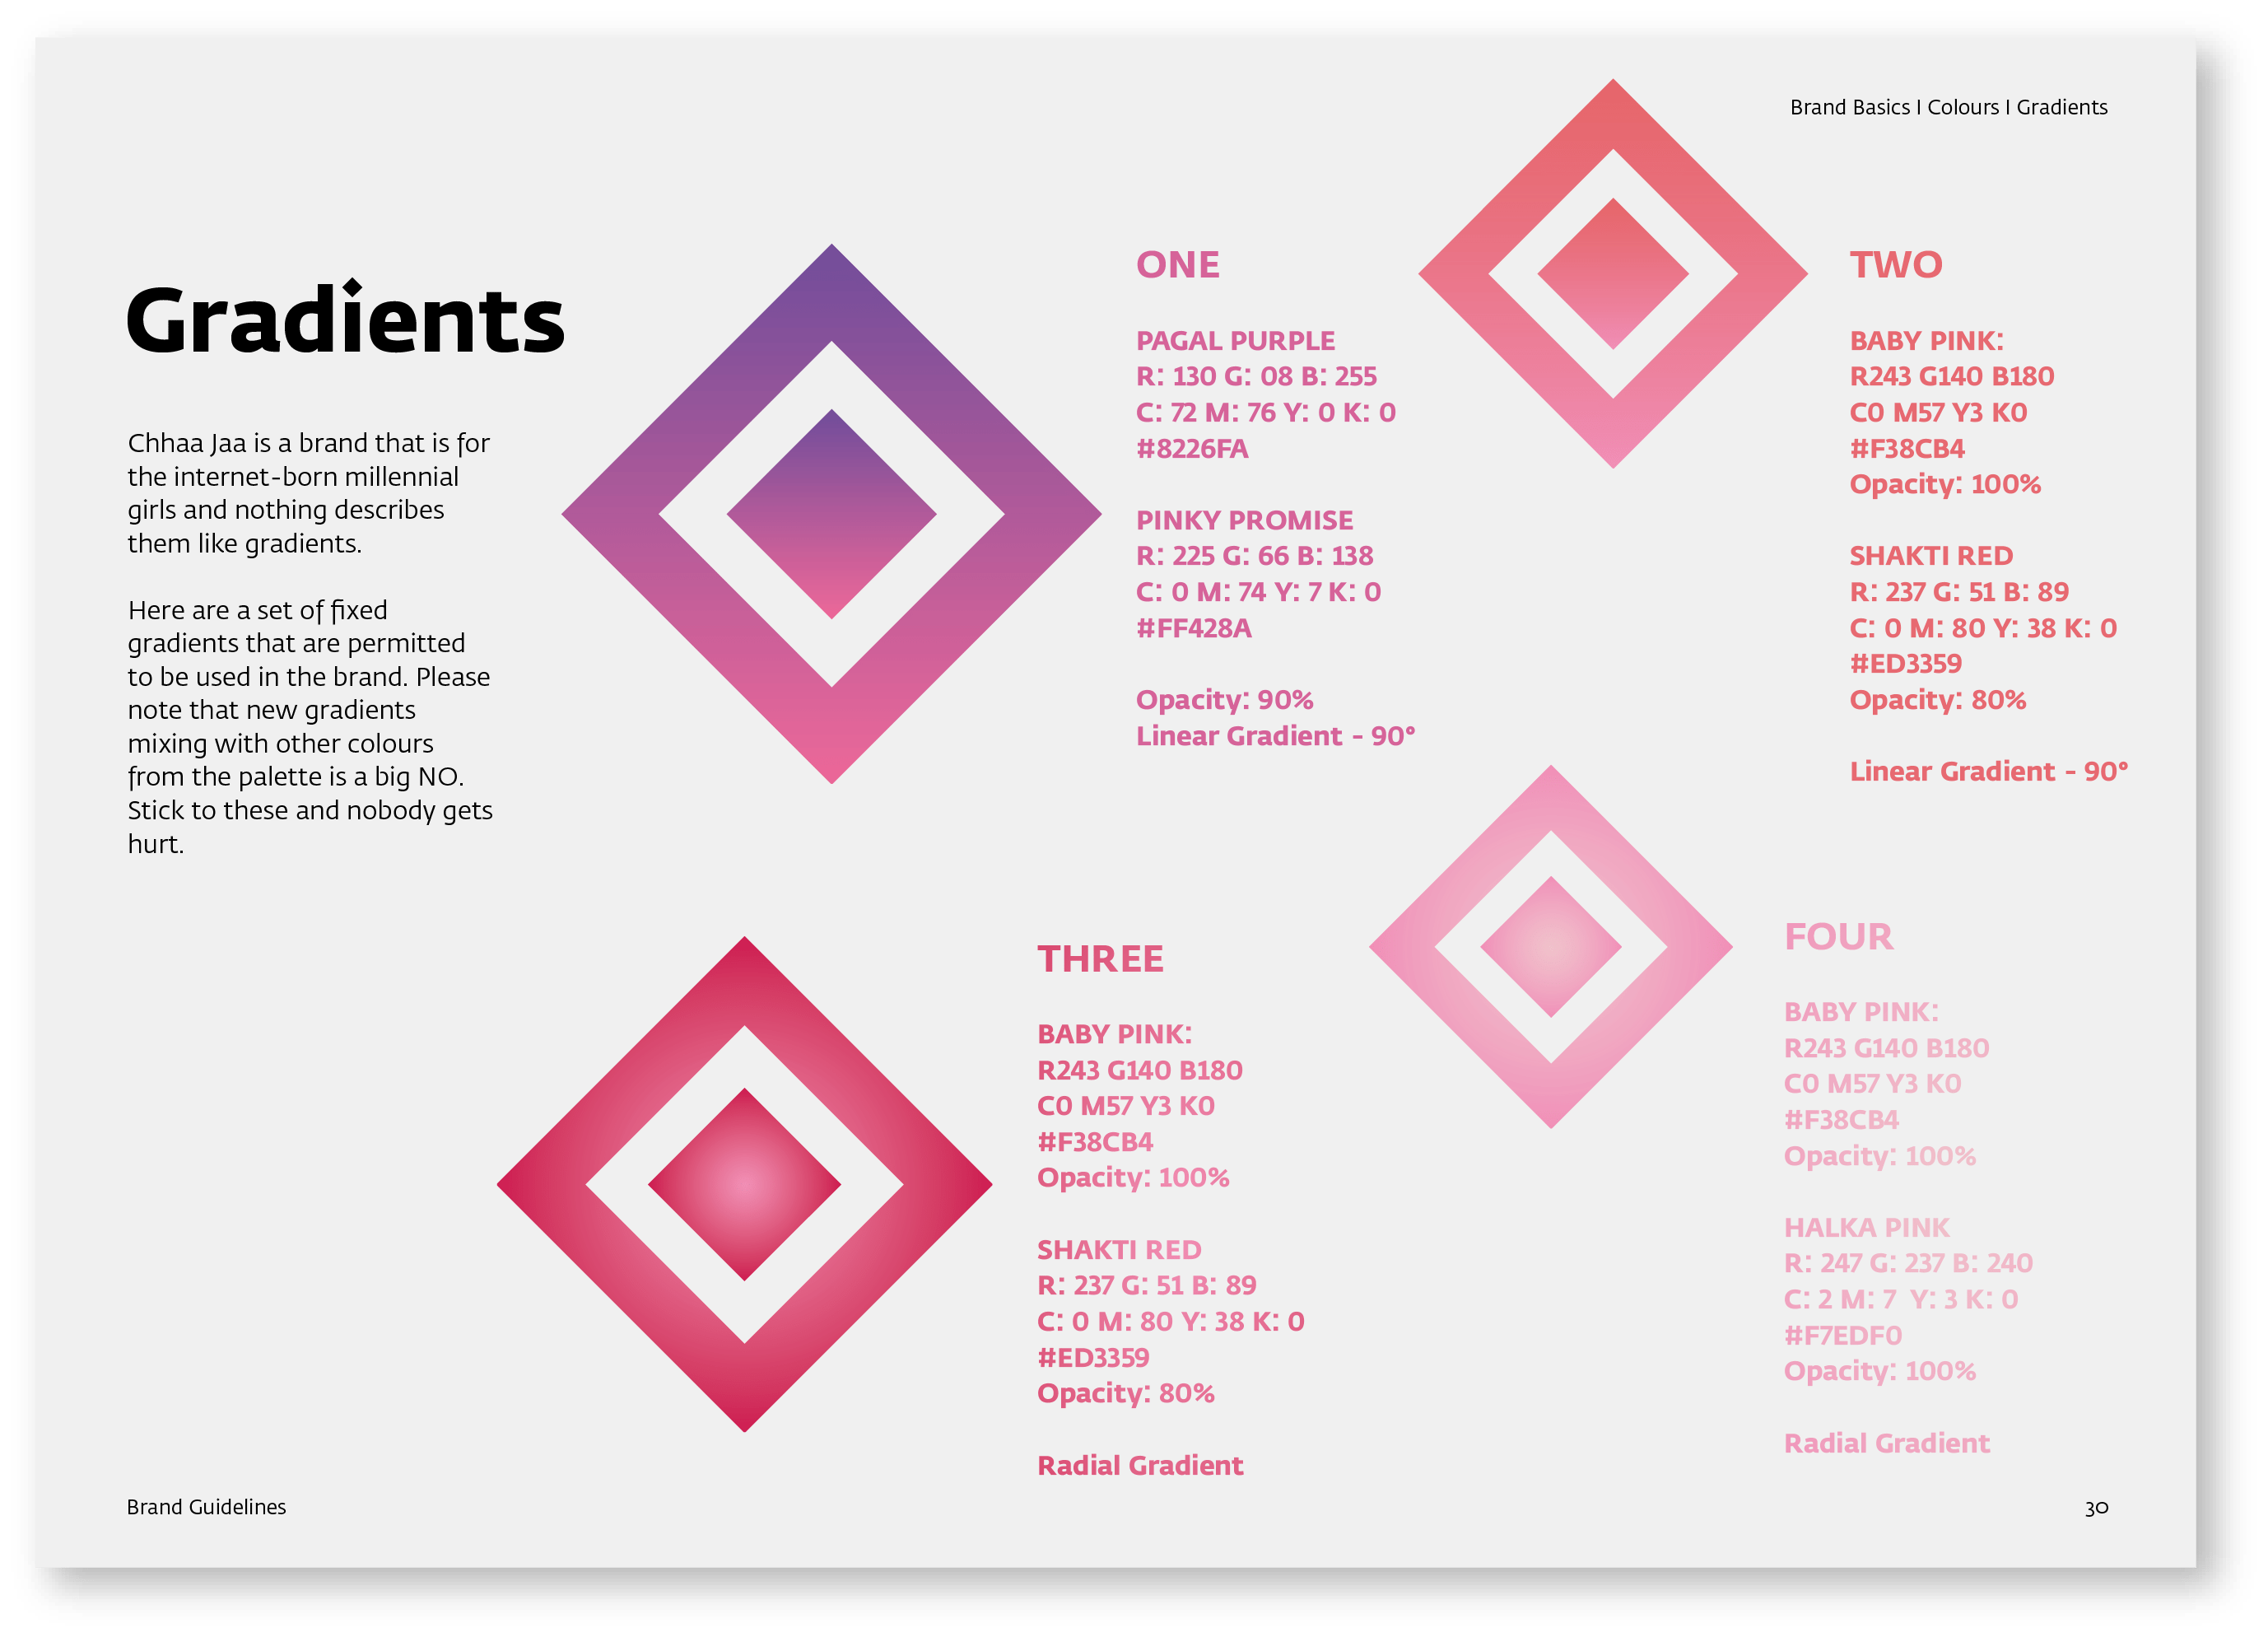 Brand Basics I Colours I Gradients
Gradients
Chhaa Jaa is a brand that is for
the internet-born millennial
girls and nothing describes
them like gradients.
Here are a set of fixed
gradients that are permitted
to be used in the brand. Please
note that new gradients
mixing with other colours
from the palette is a big NO.
Stick to these and nobody gets
hurt.
ONE
PAGAL PURPLE
R: 130 G: 08 B: 255
C: 72 M: 76 Y: 0 K: 0
#8226FA
PINKY PROMISE
R: 225 G: 66 B: 138
C: 0 M: 74 Y: 7 K: 0
#FF428A
Opacity: 90%
Linear Gradient - 90°
TWO
BABY PINK:
R243 G140 B180
C0 M57 Y3 K0
#F38CB4
Opacity: 100%
SHAKTI RED
R: 237 G: 51 B: 89
C: 0 M: 80 Y: 38 K: 0
#ED3359
Opacity: 80%
Linear Gradient - 90°
THREE
BABY PINK:
R243 G140 B180
C0 M57 Y3 K0
#F38CB4
Opacity: 100%
SHAKTI RED
R: 237 G: 51 B: 89
C: 0 M: 80 Y: 38 K: 0
#ED3359
Opacity: 80%
Radial Gradient
FOUR
BABY PINK:
R243 G140 B180
C0 M57 Y3 K0
#F38CB4
Opacity: 100%
HALKA PINK
R: 247 G: 237 B: 240
C: 2 M: 7 Y: 3 K: 0
#F7EDF0
Opacity: 100%
Radial Gradient
Brand Guidelines
30